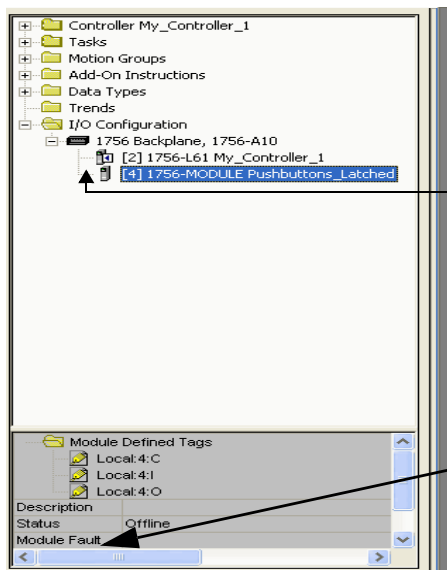 Controller My_Controller_1
Tasks
Motion Groups
Add-On Instructions
Data Types
Trends
I/O Configuration
1756 Backplane, 1756-A10
[2] 1756-L61 My_Controller_1
[4] 1756-MODULE Pushbuttons_Latched
Module Defined Tags
Local:4:C
Local:4:I
Local:4:O
Description
Status Offline
Module Fault